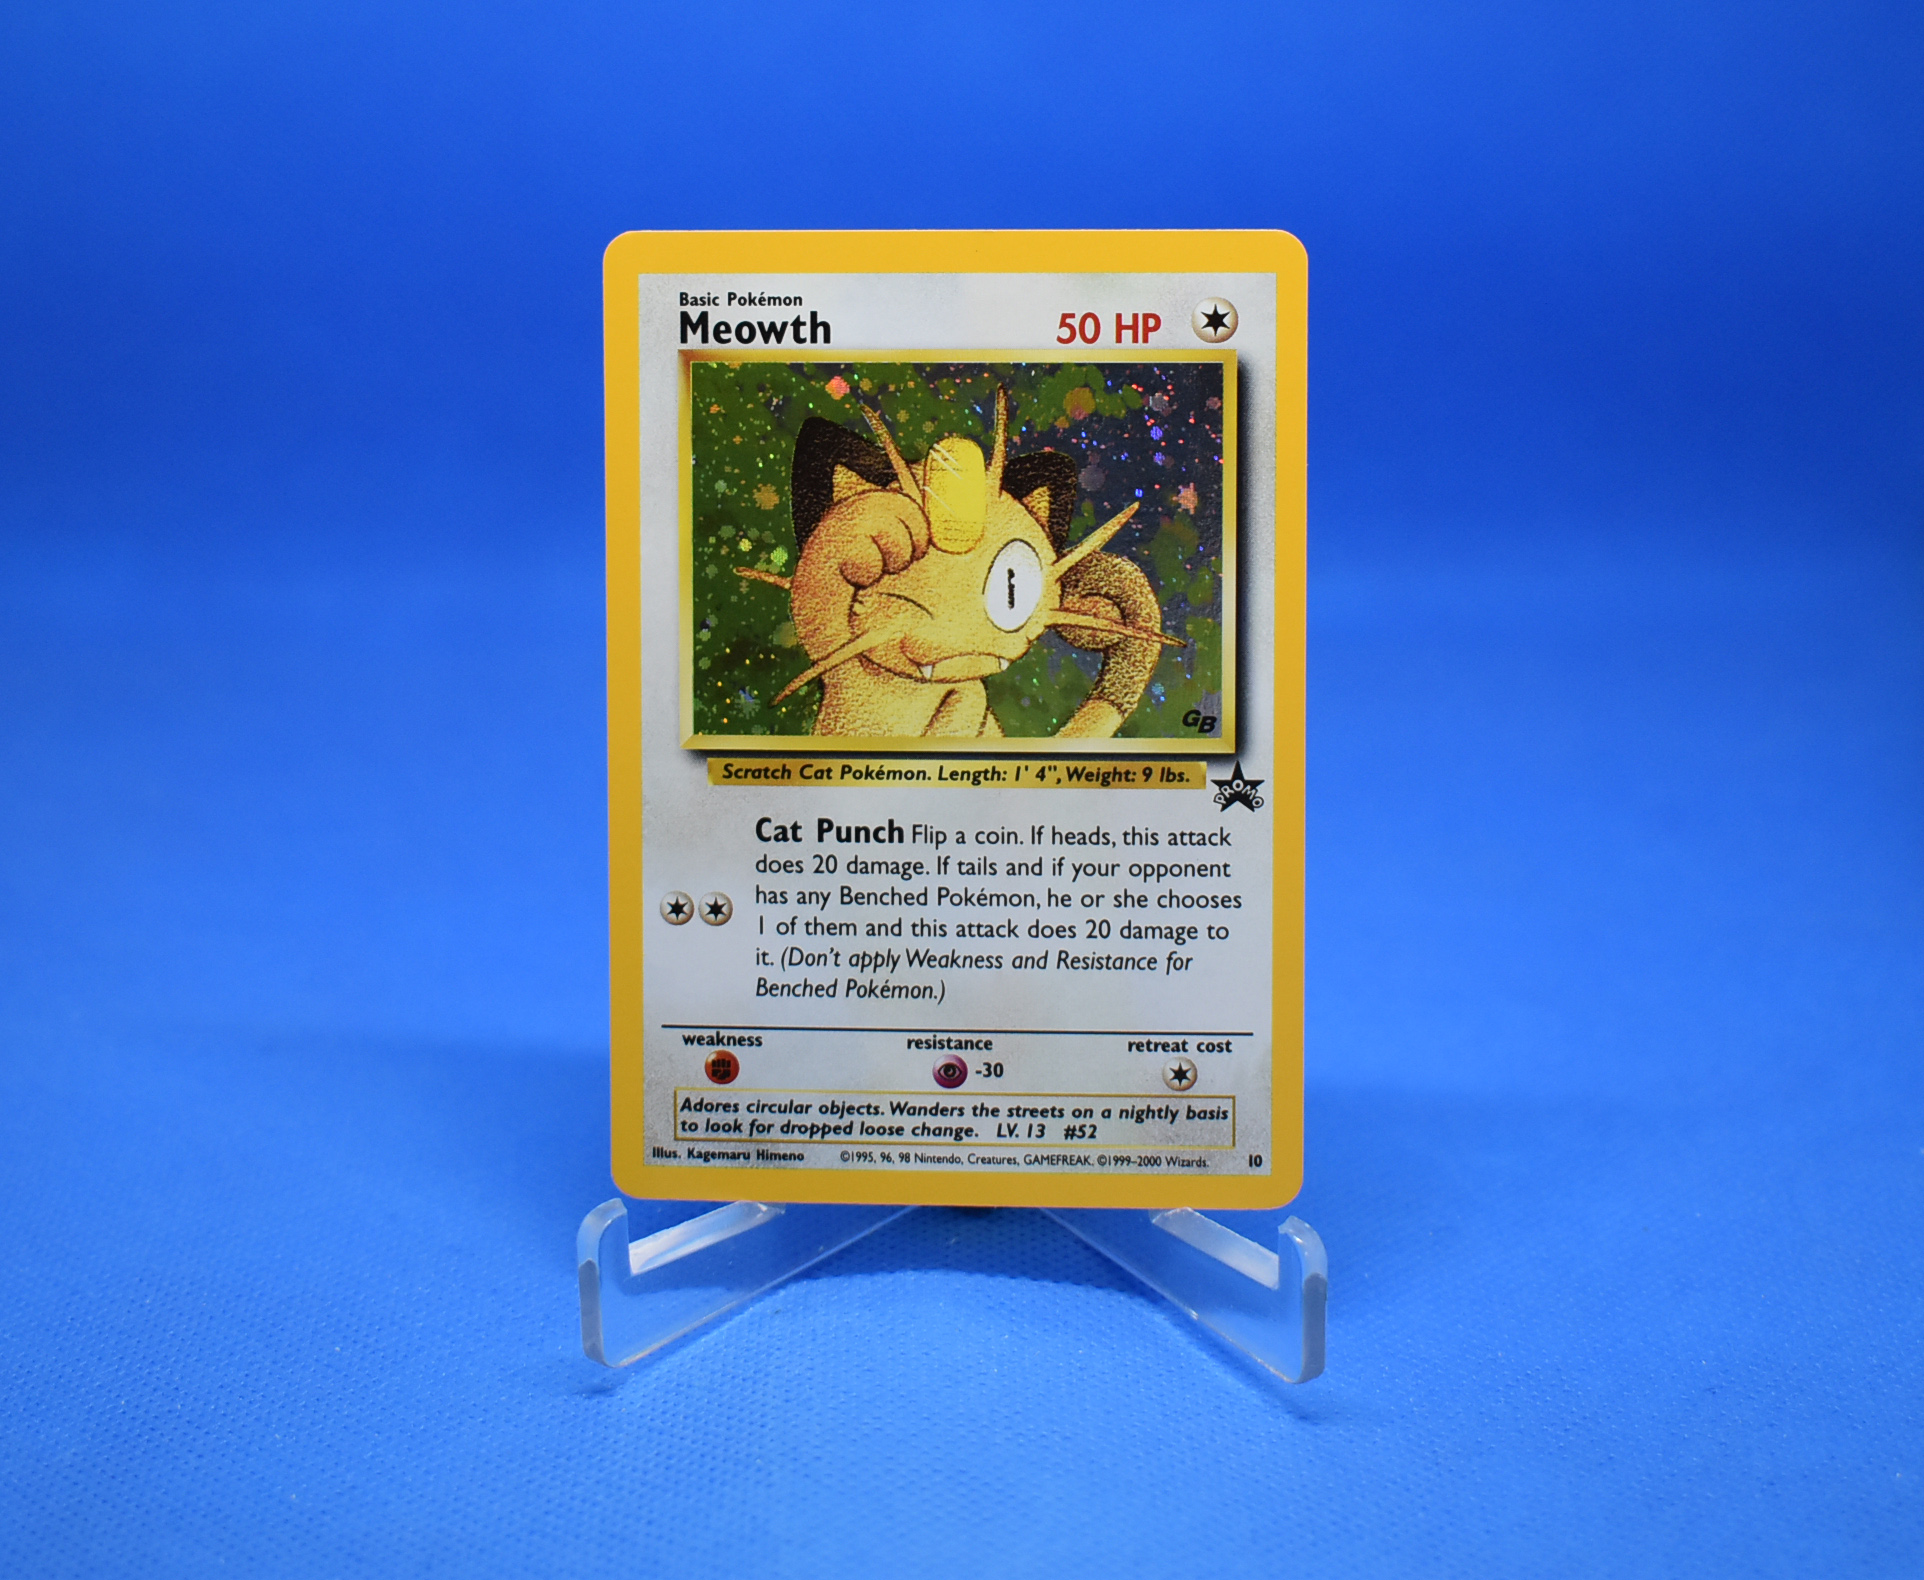 Basic Pokémon
Meowth 50 HP
GB
Scratch Cat Pokémon. Length: 1' 4", Weight: 9 lbs.
PROMO
Cat Punch Flip a coin. If heads, this attack
does 20 damage. If tails and if your opponent
has any Benched Pokémon, he or she chooses
1 of them and this attack does 20 damage to
it. (Don't apply Weakness and Resistance for
Benched Pokémon.)
weakness resistance retreat cost
-30
Adores circular objects. Wanders the streets on a nightly basis
to look for dropped loose change. LV. 13 #52
Illus. Kagemaru Himeno ©1995, 96, 98 Nintendo, Creatures, GAMEFREAK. ©1999–2000 Wizards. 10